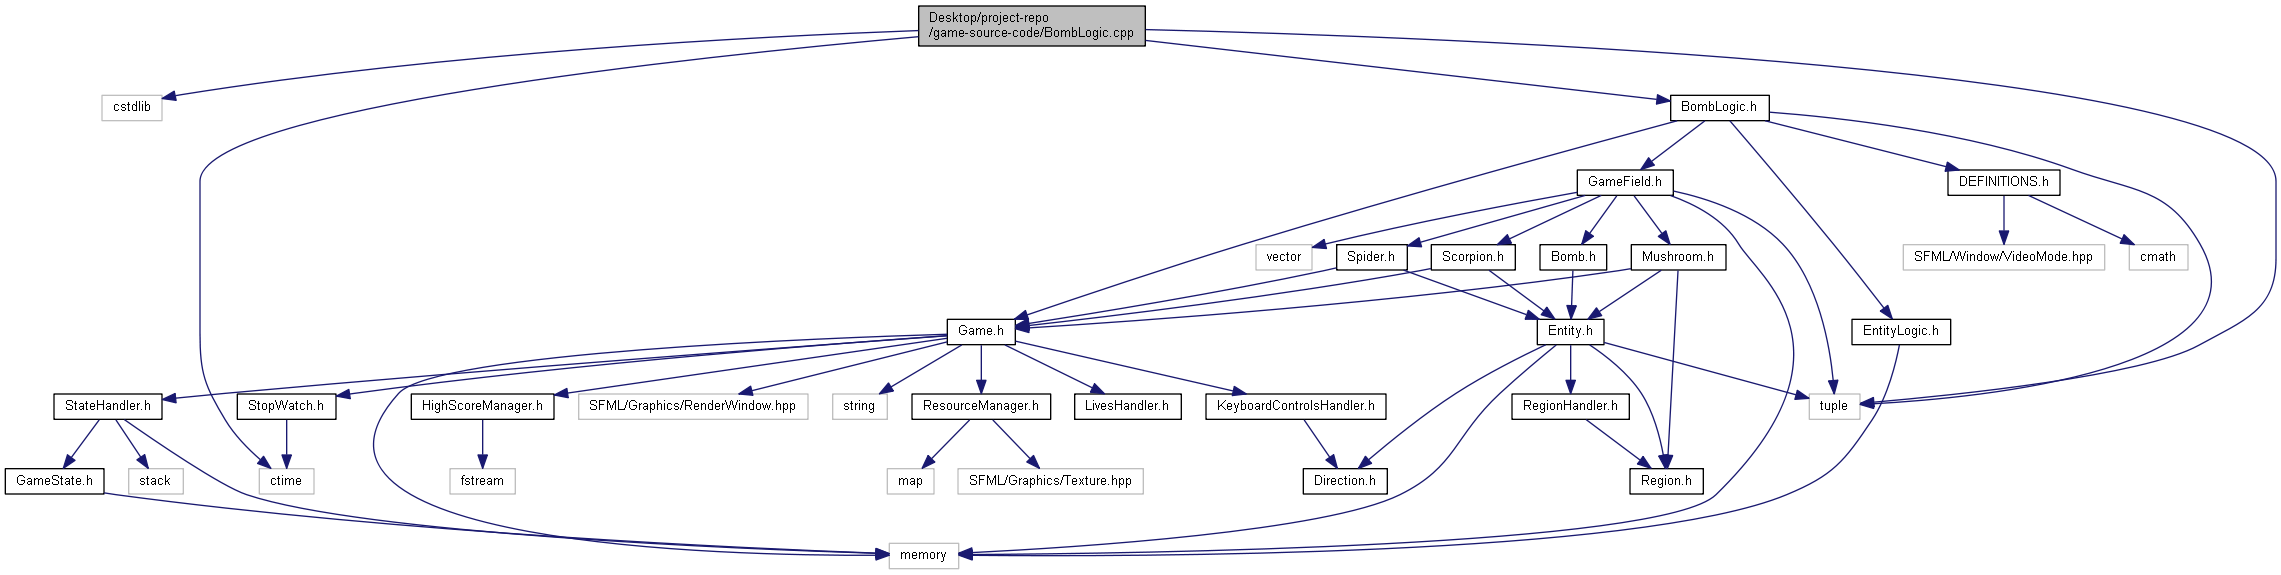 Desktop/project-repo
/game-source-code/BombLogic.cpp
cstdlib
BombLogic.h
GameField.h
DEFINITIONS.h
vector
Spider.h
Scorpion.h
Bomb.h
Mushroom.h
SFML/Window/VideoMode.hpp
cmath
Game.h
Entity.h
EntityLogic.h
StateHandler.h
StopWatch.h
HighScoreManager.h
SFML/Graphics/RenderWindow.hpp
string
ResourceManager.h
LivesHandler.h
KeyboardControlsHandler.h
RegionHandler.h
tuple
GameState.h
stack
ctime
fstream
map
SFML/Graphics/Texture.hpp
Direction.h
Region.h
memory